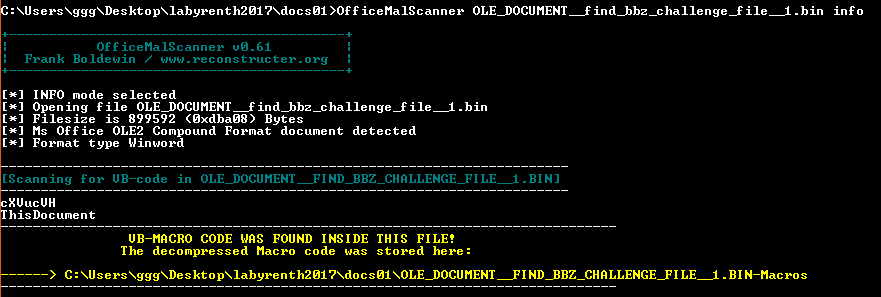 C:\Users\ggg\Desktop\labyrenth2017\docs01>OfficeMalScanner OLE_DOCUMENT__find_bbz_challenge_file__1.bin info
+------------------------------------------+
|           OfficeMalScanner v0.61         |
|  Frank Boldewin / www.reconstructer.org  |
+------------------------------------------+
[*] INFO mode selected
[*] Opening file OLE_DOCUMENT__find_bbz_challenge_file__1.bin
[*] Filesize is 899592 (0xdba08) Bytes
[*] Ms Office OLE2 Compound Format document detected
[*] Format type Winword
-----------------------------------------------------------------------
[Scanning for VB-code in OLE_DOCUMENT__FIND_BBZ_CHALLENGE_FILE__1.BIN]
-----------------------------------------------------------------------
cXVucVH
ThisDocument
-----------------------------------------------------------------------------
VB-MACRO CODE WAS FOUND INSIDE THIS FILE!
The decompressed Macro code was stored here:
------> C:\Users\ggg\Desktop\labyrenth2017\docs01\OLE_DOCUMENT__FIND_BBZ_CHALLENGE_FILE__1.BIN-Macros
-----------------------------------------------------------------------------